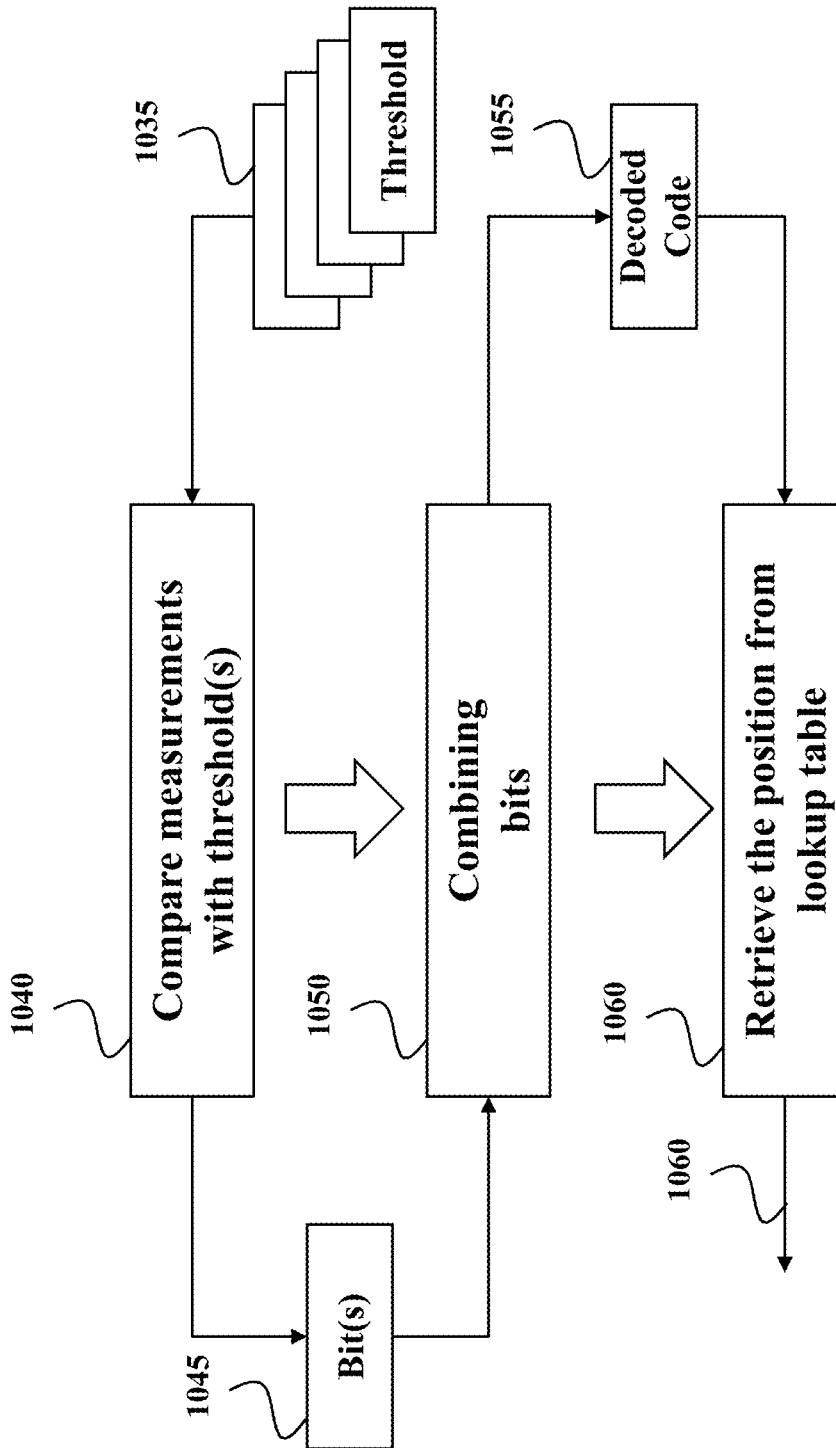 1035
Threshold
1040
Compare measurements
with threshold(s)
1045
Bit(s)
1050
Combining
bits
1055
Decoded
Code
1060
Retrieve the position from
lookup table
1060